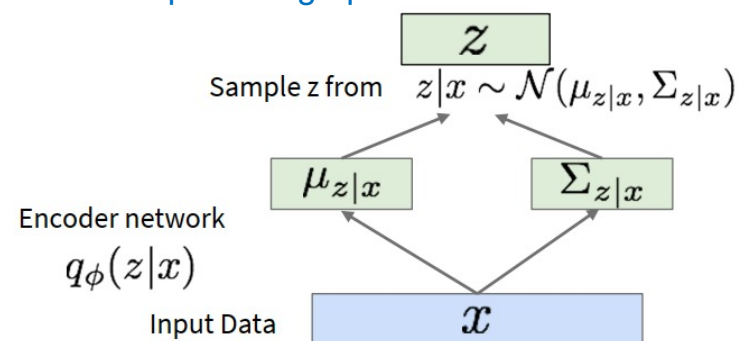 z
Sample z from z|x ∼ 𝒩(μ_{z|x}, Σ_{z|x})
μ_{z|x} Σ_{z|x}
Encoder network
q_ϕ(z|x)
Input Data x